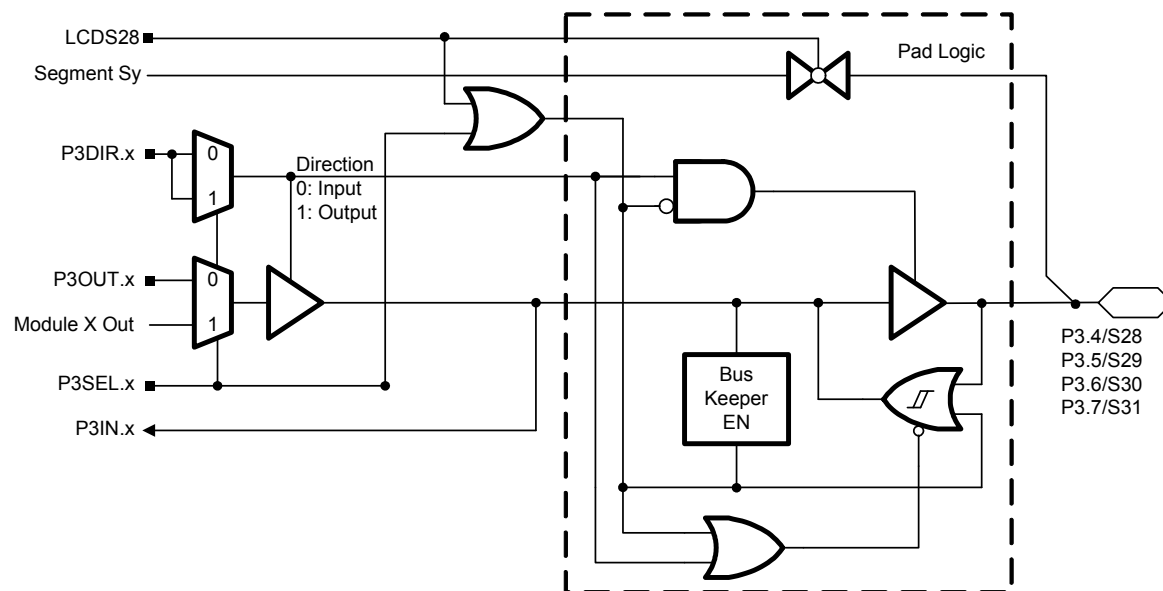 LCDS28
Pad Logic
Segment Sy
P3DIR.x
0
1
Direction
0: Input
1: Output
P3OUT.x
0
Module X Out
1
P3SEL.x
P3IN.x
Bus
Keeper
EN
P3.4/S28
P3.5/S29
P3.6/S30
P3.7/S31